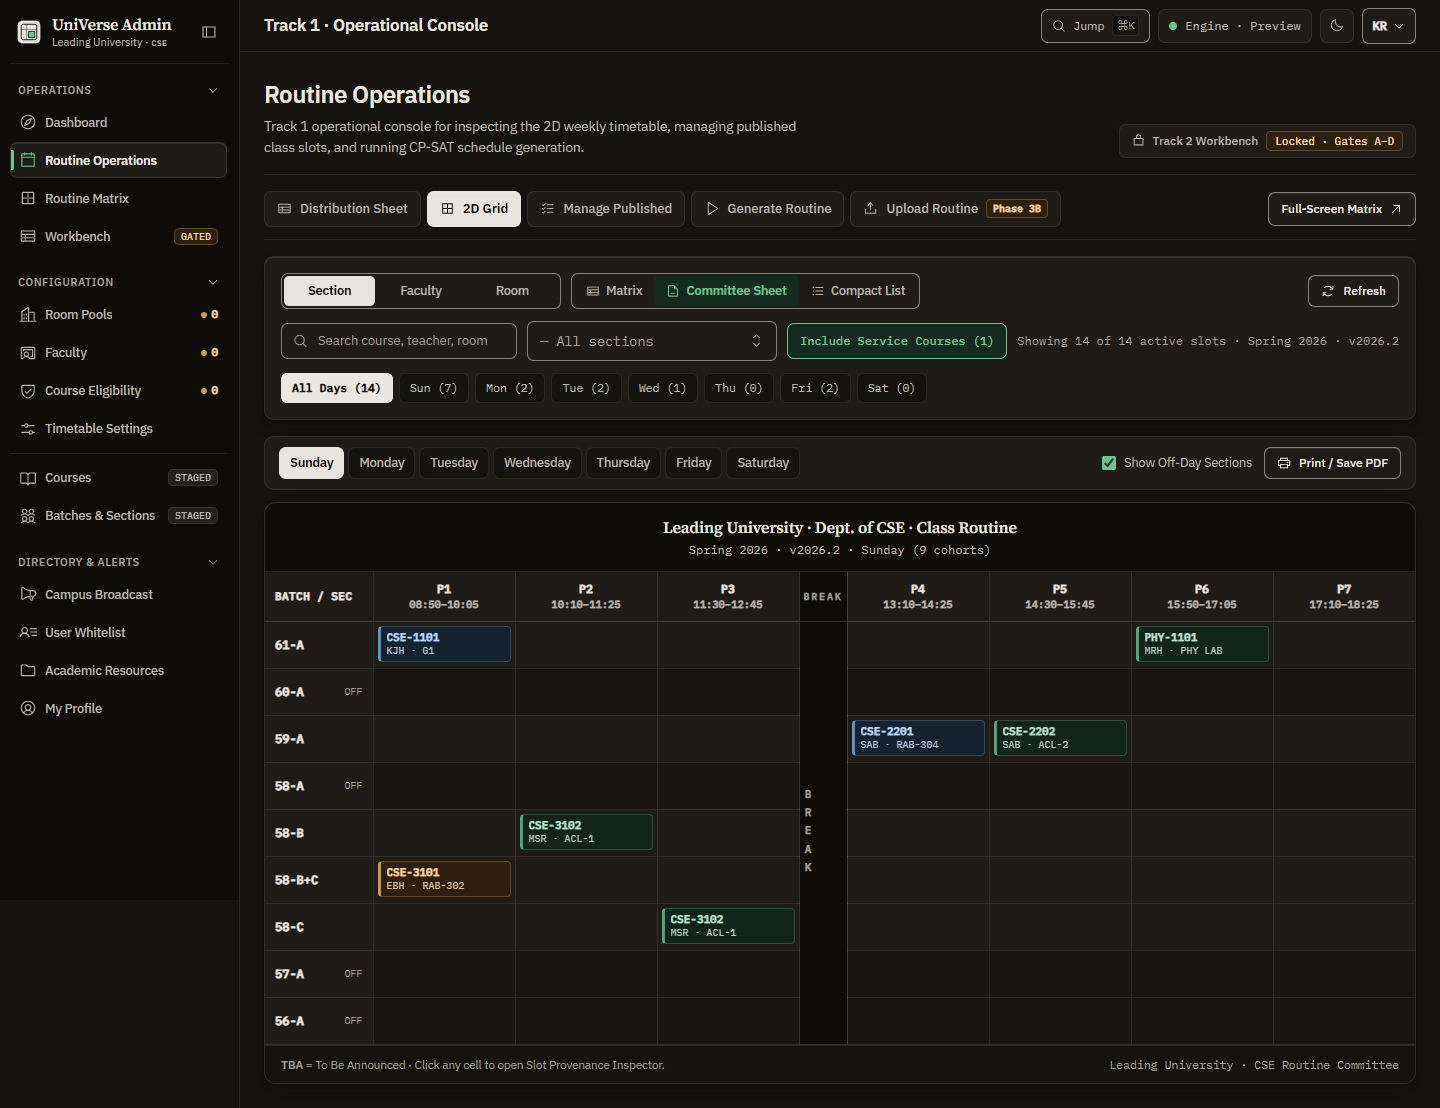 UniVerse Admin
Leading University · CSE
OPERATIONS
Dashboard
Routine Operations
Routine Matrix
Workbench GATED
CONFIGURATION
Room Pools 0
Faculty 0
Course Eligibility 0
Timetable Settings
Courses STAGED
Batches & Sections STAGED
DIRECTORY & ALERTS
Campus Broadcast
User Whitelist
Academic Resources
My Profile
Track 1 · Operational Console
Jump ⌘K
Engine · Preview
KR
Routine Operations
Track 1 operational console for inspecting the 2D weekly timetable, managing published
class slots, and running CP-SAT schedule generation.
Track 2 Workbench Locked · Gates A–D
Distribution Sheet 2D Grid Manage Published Generate Routine Upload Routine Phase 3B
Full-Screen Matrix
Section Faculty Room Matrix Committee Sheet Compact List
Refresh
Search course, teacher, room — All sections Include Service Courses (1) Showing 14 of 14 active slots · Spring 2026 · v2026.2
All Days (14) Sun (7) Mon (2) Tue (2) Wed (1) Thu (0) Fri (2) Sat (0)
Sunday Monday Tuesday Wednesday Thursday Friday Saturday
Show Off-Day Sections Print / Save PDF
Leading University · Dept. of CSE · Class Routine
Spring 2026 · v2026.2 · Sunday (9 cohorts)
BATCH / SEC P1 P2 P3 BREAK P4 P5 P6 P7
08:50–10:05 10:10–11:25 11:30–12:45 13:10–14:25 14:30–15:45 15:50–17:05 17:10–18:25
61-A CSE-1101 PHY-1101
KJH · G1 MRH · PHY LAB
60-A OFF
59-A CSE-2201 CSE-2202
SAB · RAB-304 SAB · ACL-2
58-A OFF
BREAK
58-B CSE-3102
MSR · ACL-1
58-B+C CSE-3101
EBH · RAB-302
58-C CSE-3102
MSR · ACL-1
57-A OFF
56-A OFF
TBA = To Be Announced · Click any cell to open Slot Provenance Inspector.
Leading University · CSE Routine Committee